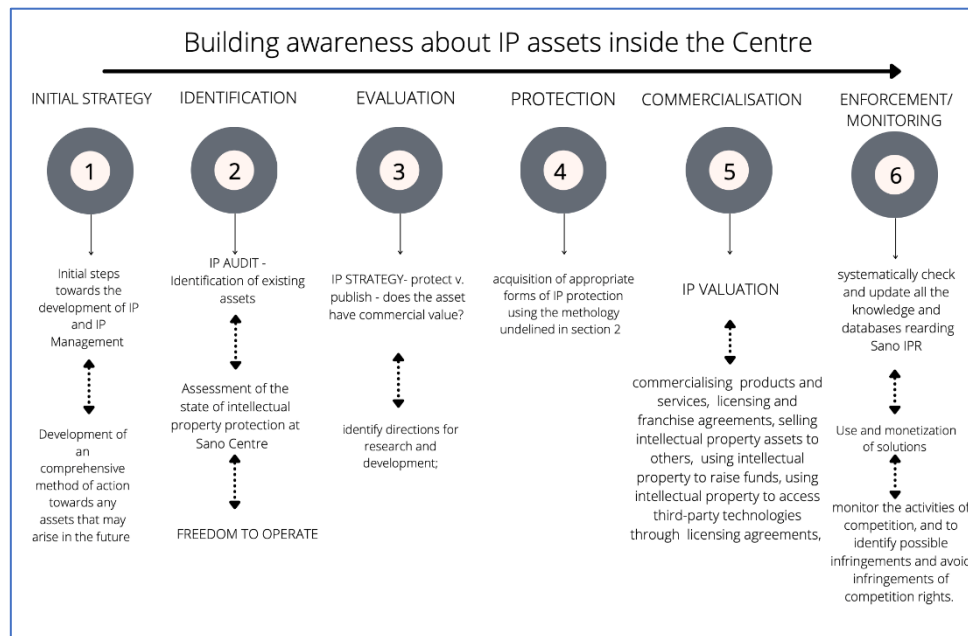 Building awareness about IP assets inside the Centre
INITIAL STRATEGY
1
Initial steps
towards the
development of IP
and IP
Management
Development of
an
comprehensive
method of action
towards any
assets that may
arise in the future
IDENTIFICATION
2
IP AUDIT -
Identification of existing
assets
Assessment of the
state of intellectual
property protection at
Sano Centre
FREEDOM TO OPERATE
EVALUATION
3
IP STRATEGY- protect v.
publish - does the asset
have commercial value?
identify directions for
research and
development;
PROTECTION
4
acquisition of appropriate
forms of IP protection
using the methology
undelined in section 2
COMMERCIALISATION
5
IP VALUATION
commercialising products and
services, licensing and
franchise agreements, selling
intellectual property assets to
others, using intellectual
property to raise funds, using
intellectual property to access
third-party technologies
through licensing agreements,
ENFORCEMENT/
MONITORING
6
systematically check
and update all the
knowledge and
databases rearding
Sano IPR
Use and monetization
of solutions
monitor the activities of
competition, and to
identify possible
infringements and avoid
infringements of
competition rights.